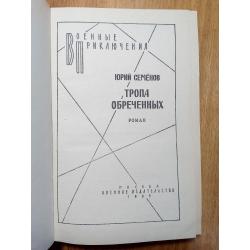 ВОЕННЫЕ
ПРИКЛЮЧЕНИЯ
ЮРИЙ СЕМЁНОВ
ТРОПА
ОБРЕЧЕННЫХ
РОМАН
МОСКВА
ВОЕННОЕ ИЗДАТЕЛЬСТВО